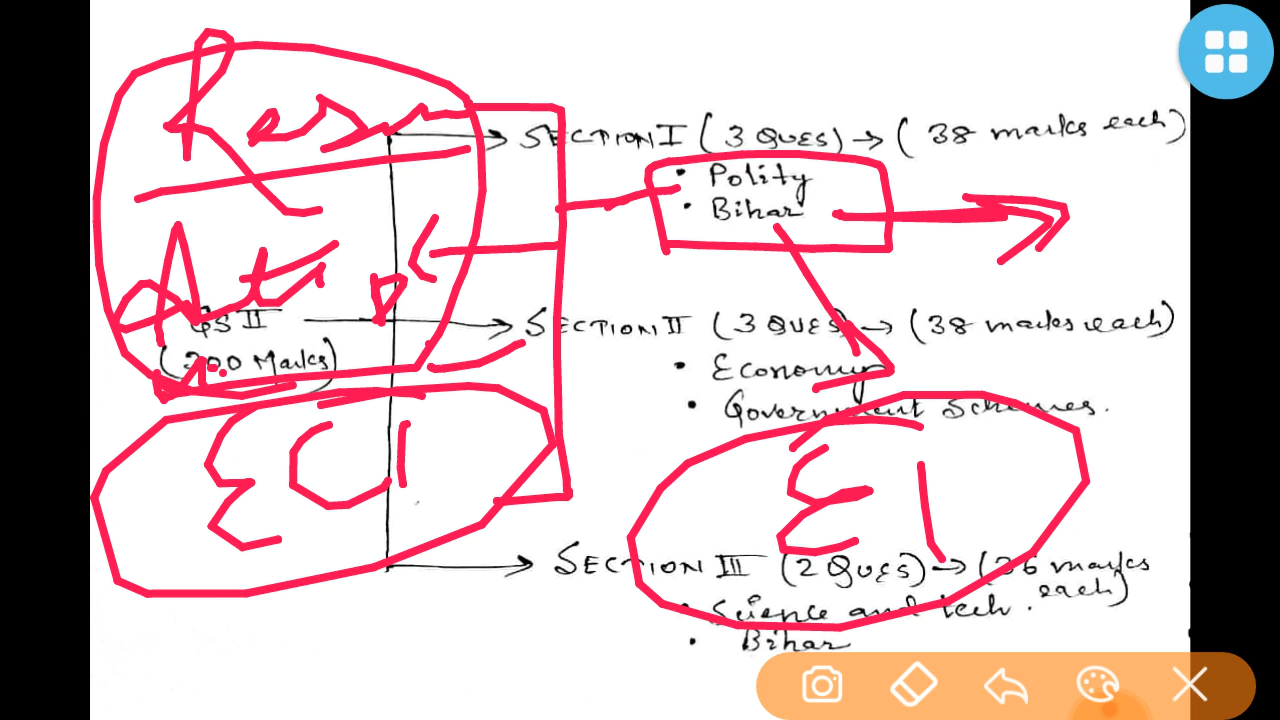 SECTION I (3 QUES) → (38 marks each)
• Polity
• Bihar
GS II → SECTION II (3 QUES) → (38 marks each)
(200 Marks)
• Economy
• Government Schemes.
SECTION III (2 QUES) → (36 marks each)
• Science and tech.
• Bihar
ECI